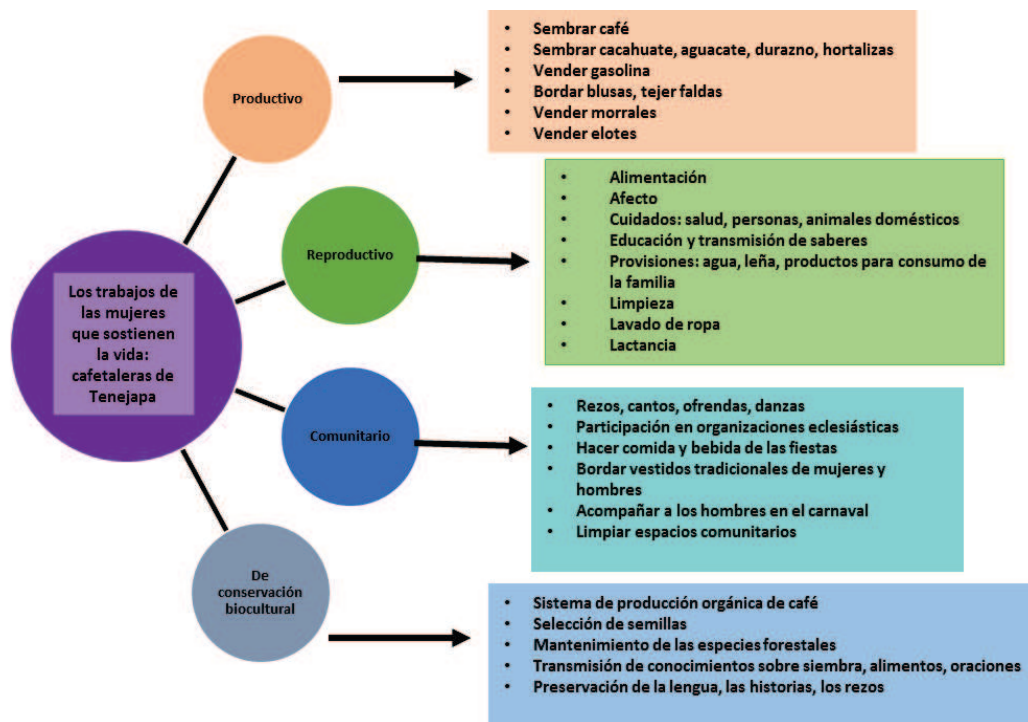 Los trabajos de
las mujeres
que sostienen
la vida:
cafetaleras de
Tenejapa
Productivo
• Sembrar café
• Sembrar cacahuate, aguacate, durazno, hortalizas
• Vender gasolina
• Bordar blusas, tejer faldas
• Vender morrales
• Vender elotes
Reproductivo
• Alimentación
• Afecto
• Cuidados: salud, personas, animales domésticos
• Educación y transmisión de saberes
• Provisiones: agua, leña, productos para consumo de
la familia
• Limpieza
• Lavado de ropa
• Lactancia
Comunitario
• Rezos, cantos, ofrendas, danzas
• Participación en organizaciones eclesiásticas
• Hacer comida y bebida de las fiestas
• Bordar vestidos tradicionales de mujeres y
hombres
• Acompañar a los hombres en el carnaval
• Limpiar espacios comunitarios
De
conservación
biocultural
• Sistema de producción orgánica de café
• Selección de semillas
• Mantenimiento de las especies forestales
• Transmisión de conocimientos sobre siembra, alimentos, oraciones
• Preservación de la lengua, las historias, los rezos